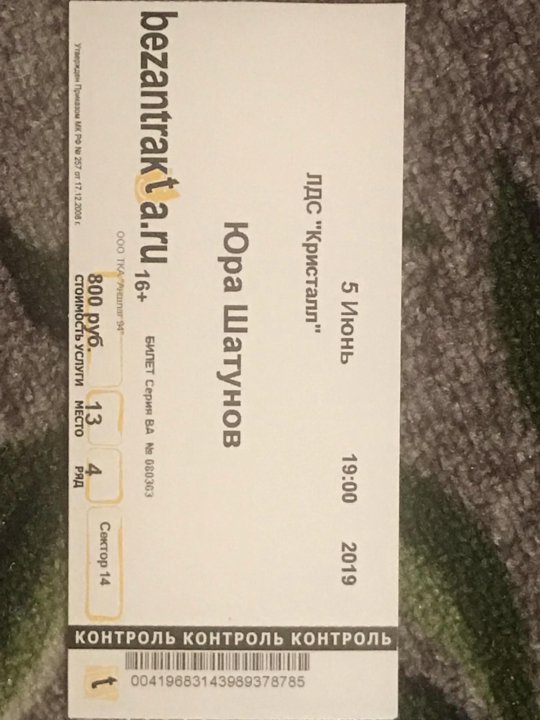 5 Июнь 19:00 2019
ЛДС "Кристалл"
Юра Шатунов
bezantrakta.ru 16+
БИЛЕТ Серия ВА № 080303
ООО ТКА "Аншлаг 94"
800 руб. 13 4 Сектор 14
СТОИМОСТЬ УСЛУГИ МЕСТО РЯД
Утвержден Приказом МК РФ № 257 от 17.12.2008 г.
КОНТРОЛЬ КОНТРОЛЬ КОНТРОЛЬ
00419683143989378785
t